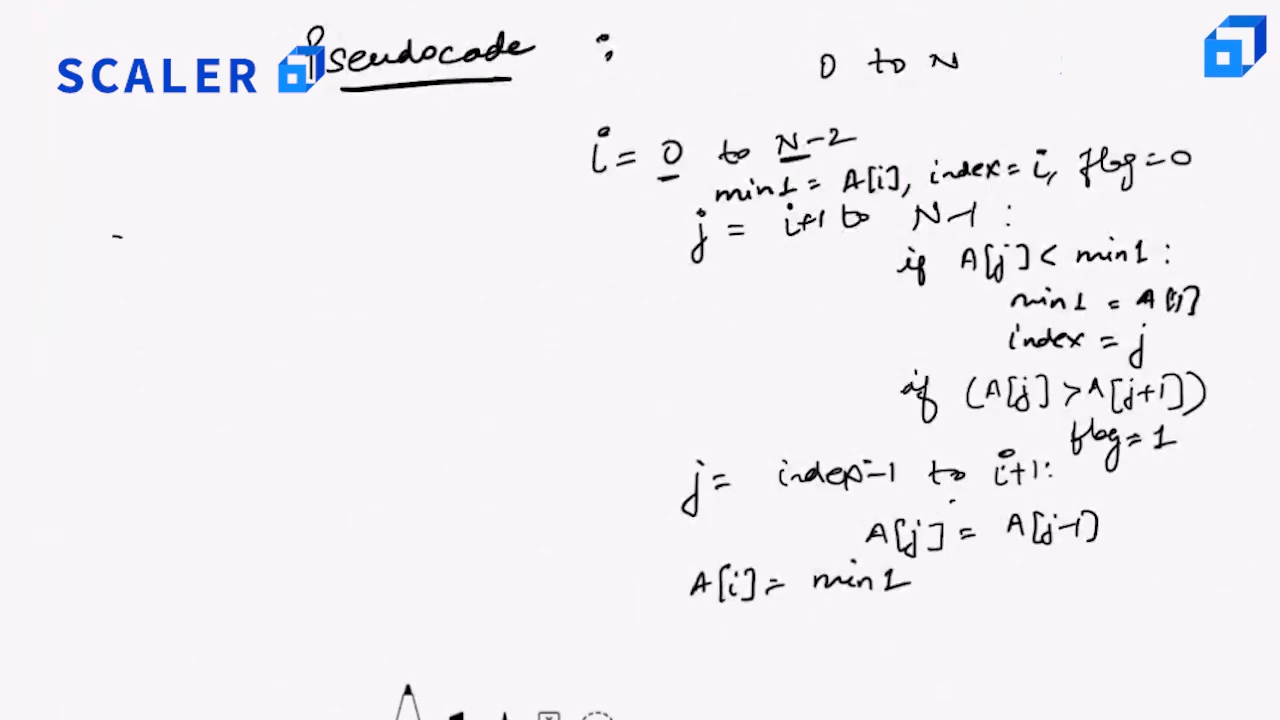 SCALER
Pseudocode :
0 to N
i = 0 to N-2
min1 = A[i], index = i, flag = 0
j = i+1 to N-1 :
if A[j] < min1 :
min1 = A[j]
index = j
if (A[j] > A[j+1])
flag = 1
j = index-1 to i+1:
A[j] = A[j-1]
A[i] = min1